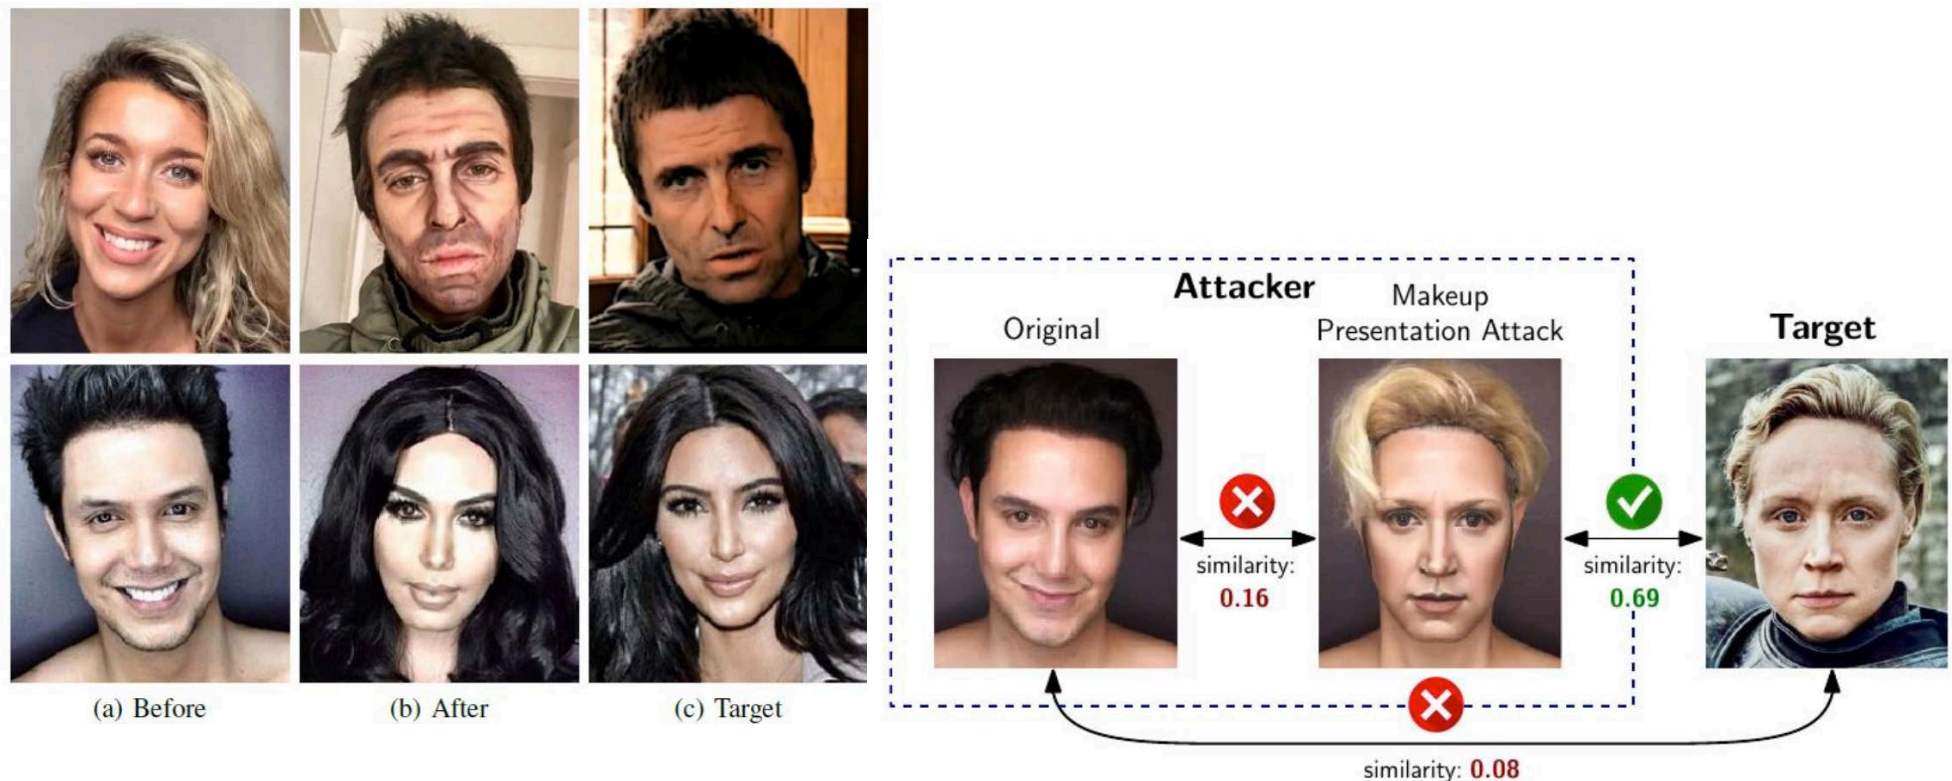 (a) Before
(b) After
(c) Target
Attacker
Original
Makeup
Presentation Attack
Target
similarity:
0.16
similarity:
0.69
similarity: 0.08